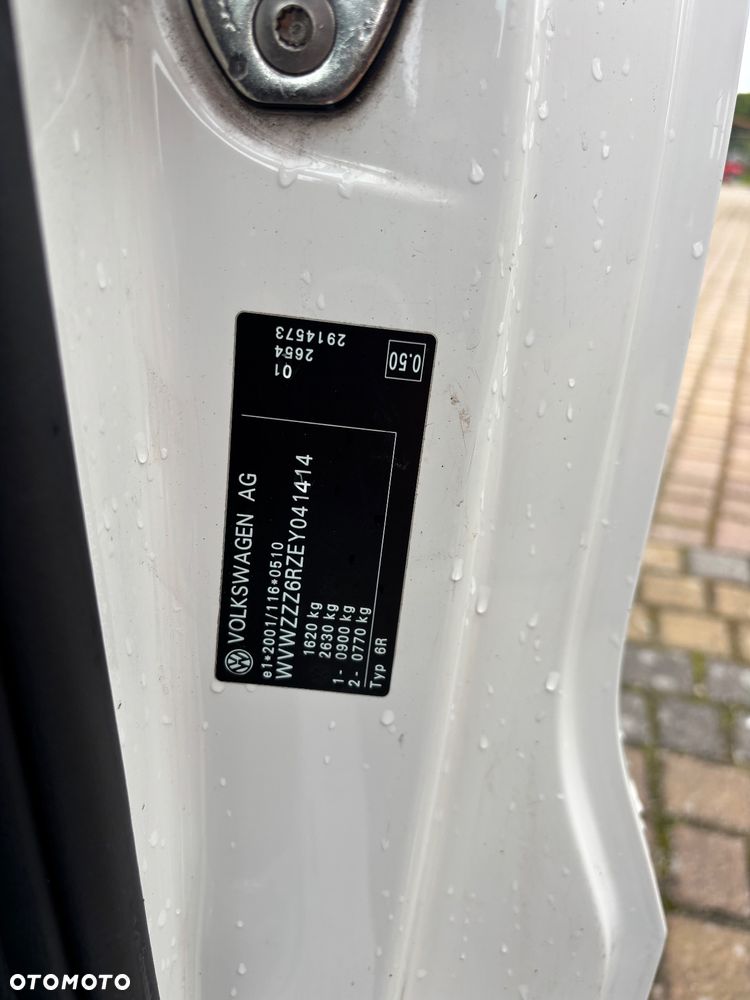 VOLKSWAGEN AG
e1*2001/116*0510
WVWZZZ6RZEY041414
1620 kg
2630 kg
1- 0900 kg
2- 0770 kg
Typ 6R
01
2654
2914573
0.50
OTOMOTO